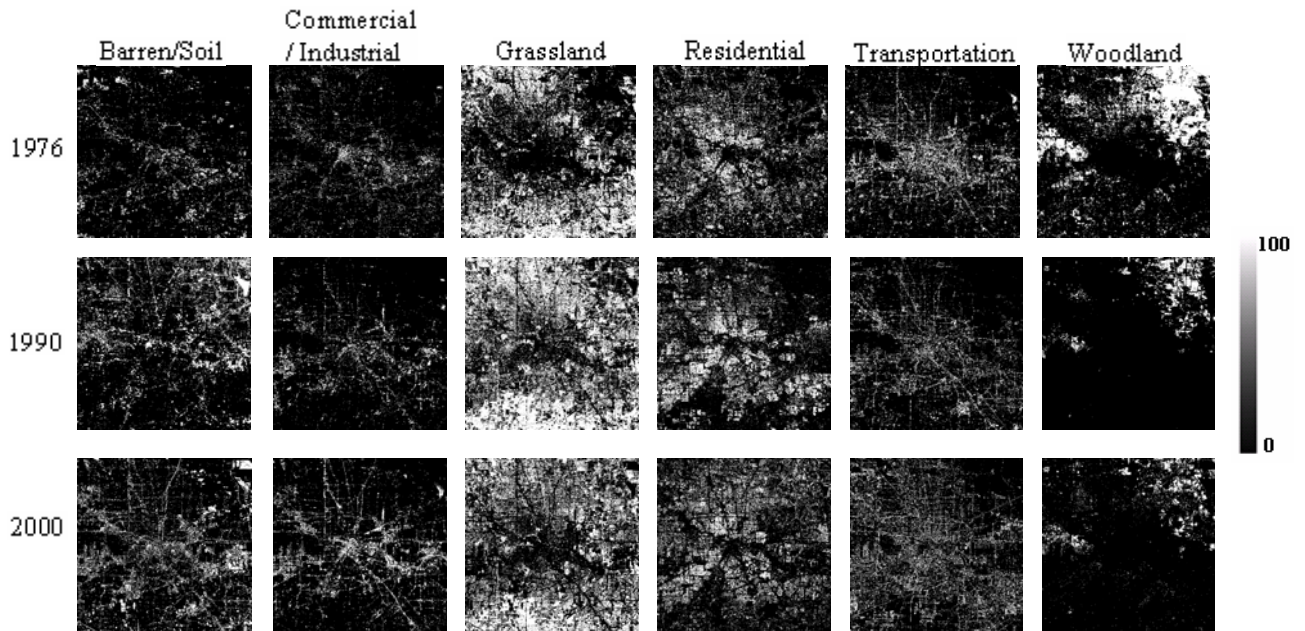 Barren/Soil
Commercial
/ Industrial
Grassland
Residential
Transportation
Woodland
1976
1990
2000
100
0